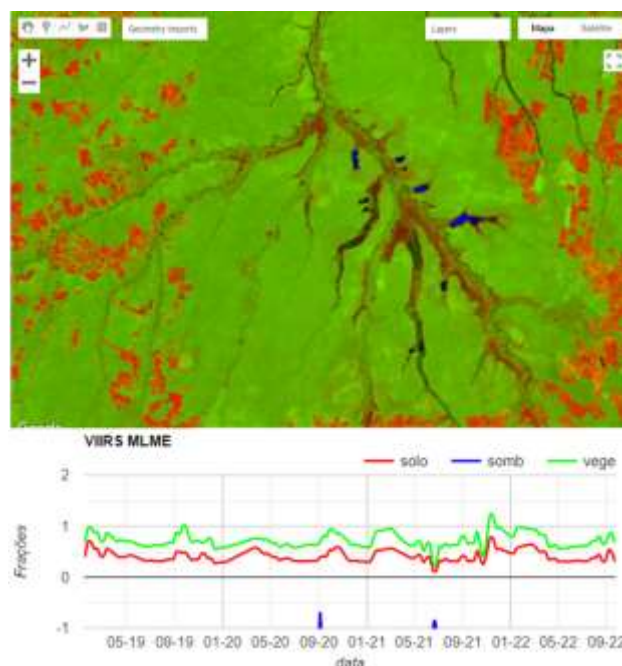 Geometry Imports
Layers
Mapa
Satélite
+
−
Google
VIIRS MLME
solo
somb
vege
2
1
0
-1
Frações
05-19
09-19
01-20
05-20
09-20
01-21
05-21
09-21
01-22
05-22
09-22
data